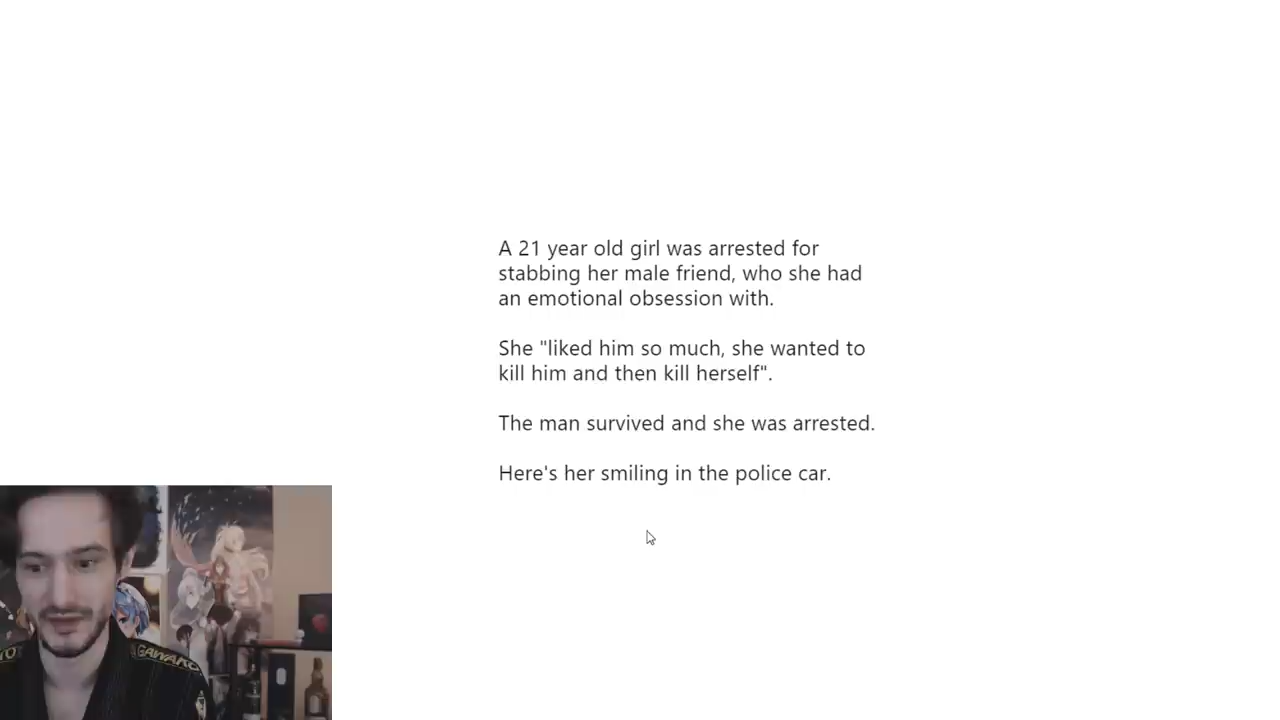 A 21 year old girl was arrested for
stabbing her male friend, who she had
an emotional obsession with.
She "liked him so much, she wanted to
kill him and then kill herself".
The man survived and she was arrested.
Here's her smiling in the police car.